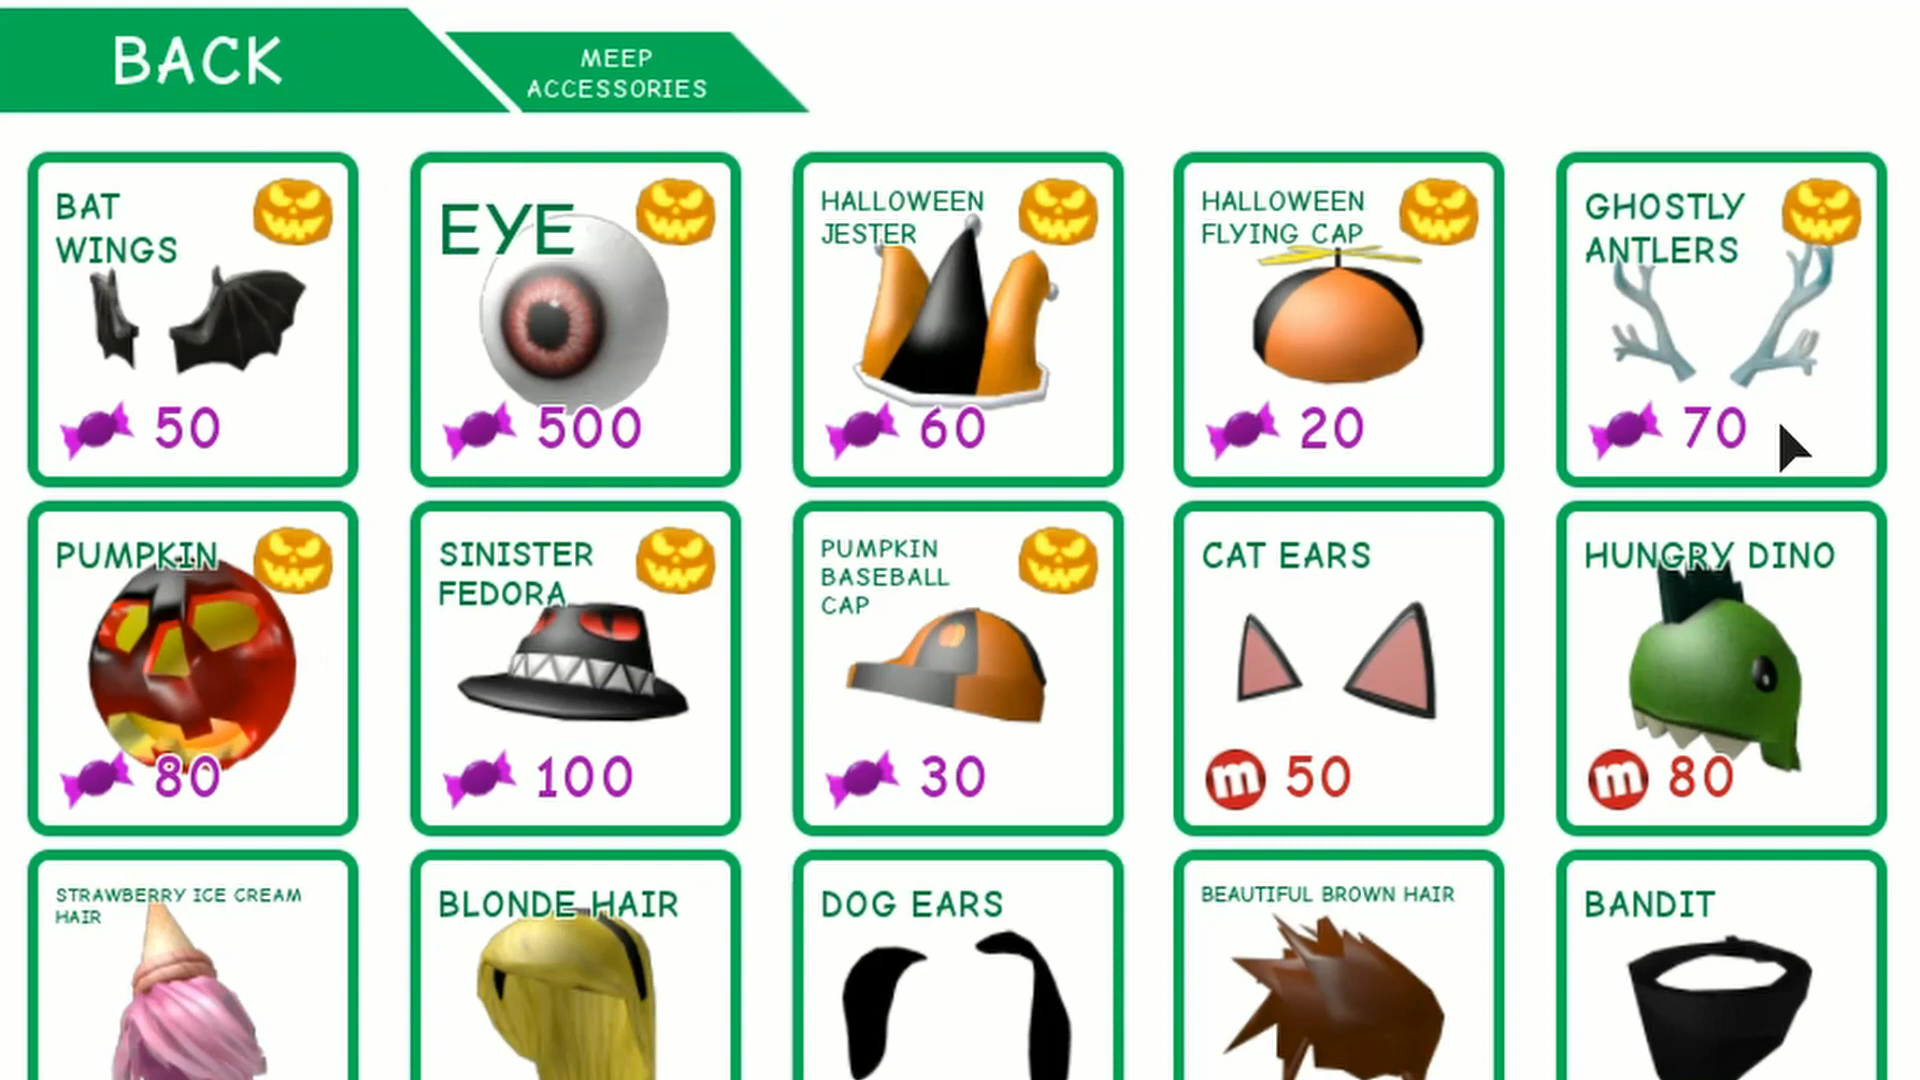 BACK
MEEP
ACCESSORIES
BAT
WINGS
50
EYE
500
HALLOWEEN
JESTER
60
HALLOWEEN
FLYING CAP
20
GHOSTLY
ANTLERS
70
PUMPKIN
80
SINISTER
FEDORA
100
PUMPKIN
BASEBALL
CAP
30
CAT EARS
m 50
HUNGRY DINO
m 80
STRAWBERRY ICE CREAM
HAIR
BLONDE HAIR
DOG EARS
BEAUTIFUL BROWN HAIR
BANDIT